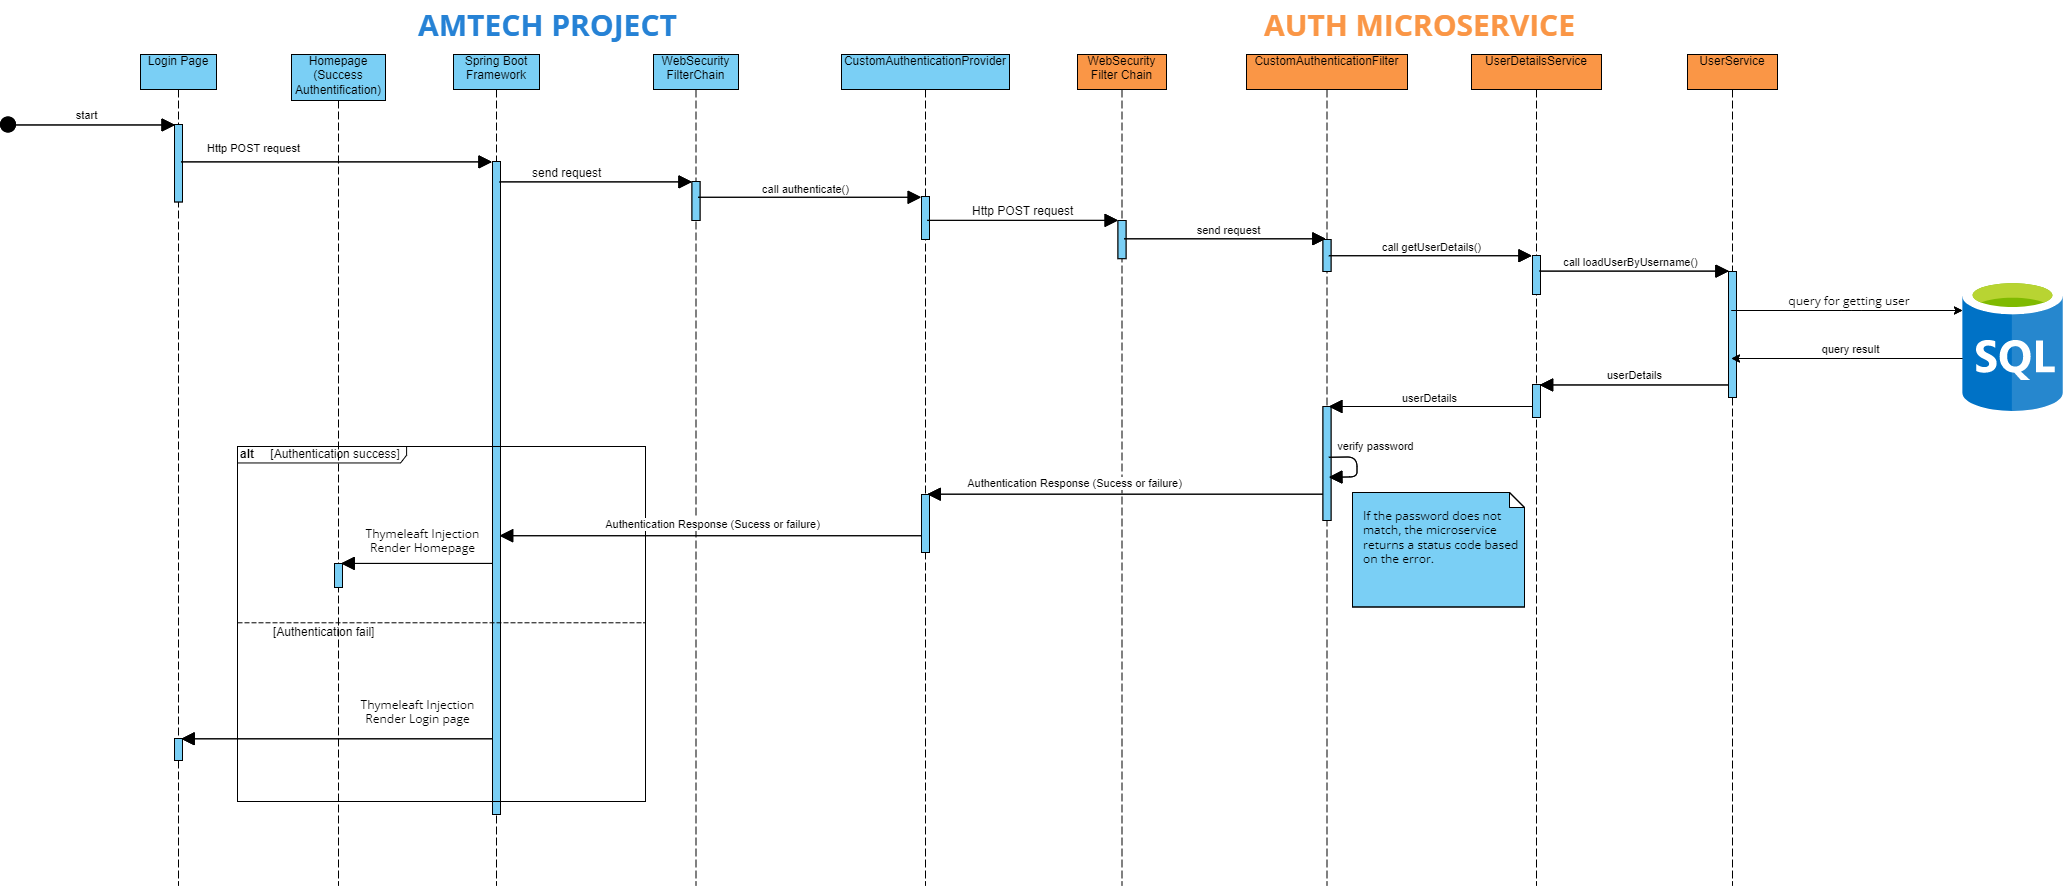 AMTECH PROJECT
AUTH MICROSERVICE
Login Page
Homepage
(Success
Authentification)
Spring Boot
Framework
WebSecurity
FilterChain
CustomAuthenticationProvider
WebSecurity
Filter Chain
CustomAuthenticationFilter
UserDetailsService
UserService
start
Http POST request
send request
call authenticate()
Http POST request
send request
call getUserDetails()
call loadUserByUsername()
query for getting user
SQL
query result
userDetails
userDetails
verify password
alt [Authentication success]
Authentication Response (Sucess or failure)
If the password does not
match, the microservice
returns a status code based
on the error.
Authentication Response (Sucess or failure)
Thymeleaft Injection
Render Homepage
[Authentication fail]
Thymeleaft Injection
Render Login page